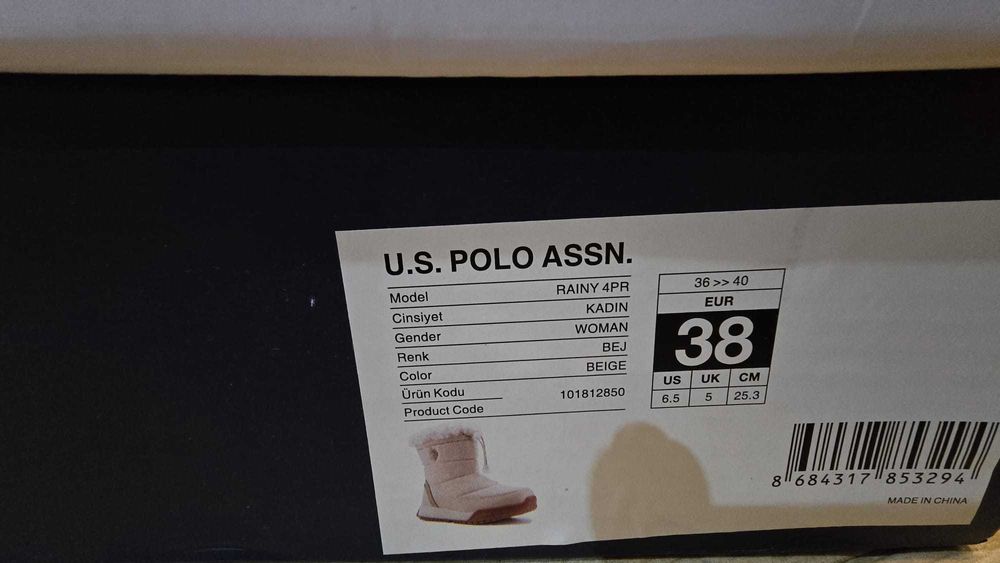 U.S. POLO ASSN.
Model RAINY 4PR
Cinsiyet KADIN
Gender WOMAN
Renk BEJ
Color BEIGE
Ürün Kodu 101812850
Product Code
36 >> 40
EUR
38
US UK CM
6.5 5 25.3
8 684317 853294
MADE IN CHINA